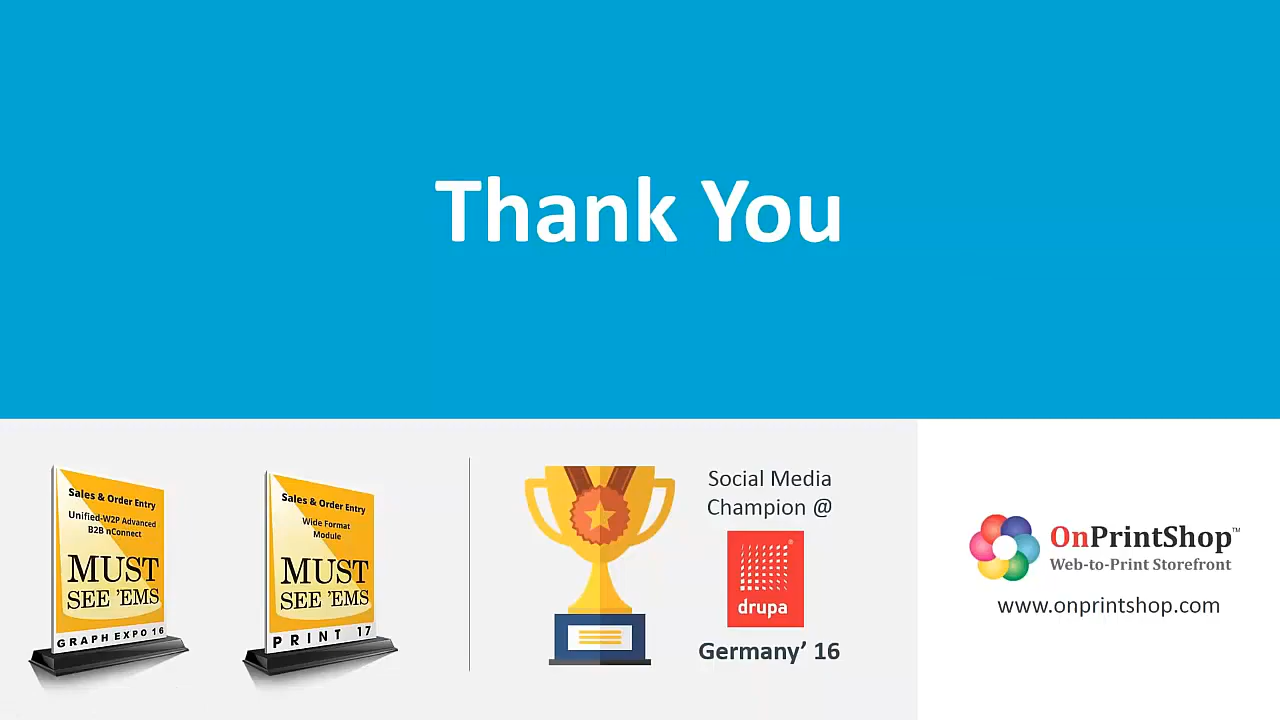 Thank You
Sales & Order Entry
Unified-W2P Advanced
B2B nConnect
MUST
SEE 'EMS
GRAPH EXPO 16
Sales & Order Entry
Wide Format
Module
MUST
SEE 'EMS
PRINT 17
Social Media
Champion @
drupa
®
Germany’ 16
OnPrintShop™
Web-to-Print Storefront
www.onprintshop.com